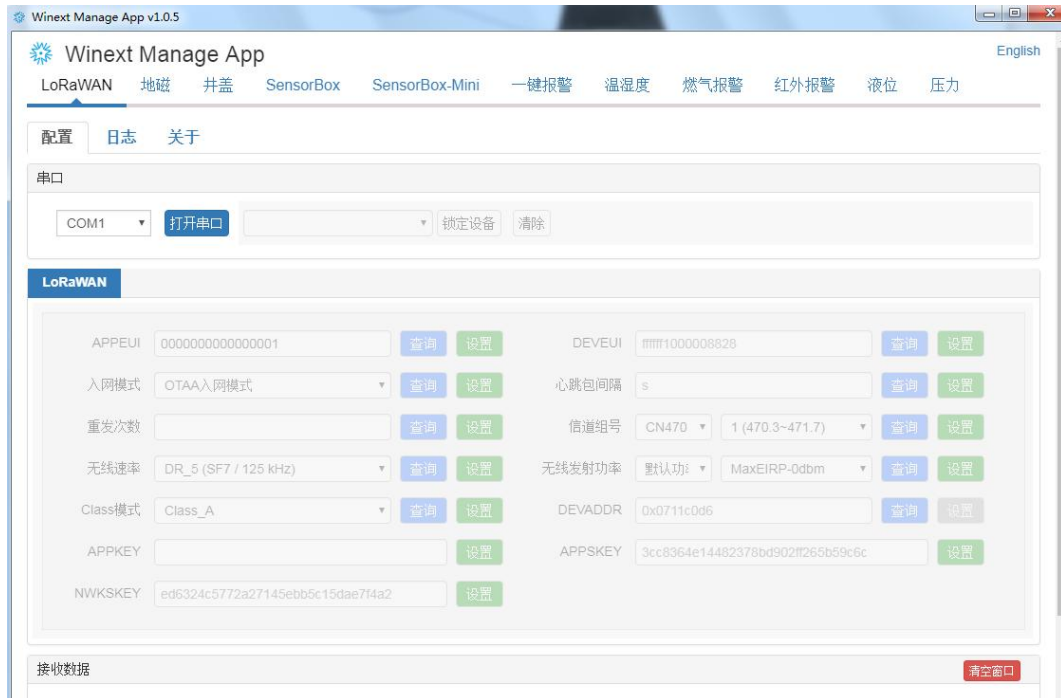 Winext Manage App v1.0.5
Winext Manage App
English
LoRaWAN 地磁 井盖 SensorBox SensorBox-Mini 一键报警 温湿度 燃气报警 红外报警 液位 压力
配置 日志 关于
串口
COM1 打开串口 锁定设备 清除
LoRaWAN
APPEUI 0000000000000001 查询 设置 DEVEUI ffffff1000008828 查询 设置
入网模式 OTAA入网模式 查询 设置 心跳包间隔 s 查询 设置
重发次数 查询 设置 信道组号 CN470 1 (470.3~471.7) 查询 设置
无线速率 DR_5 (SF7 / 125 kHz) 查询 设置 无线发射功率 默认功 MaxEIRP-0dbm 查询 设置
Class模式 Class_A 查询 设置 DEVADDR 0x0711c0d6 查询 设置
APPKEY 设置 APPSKEY 3cc8364e14482378bd902ff265b59c6c 设置
NWKSKEY ed6324c5772a27145ebb5c15dae7f4a2 设置
接收数据 清空窗口